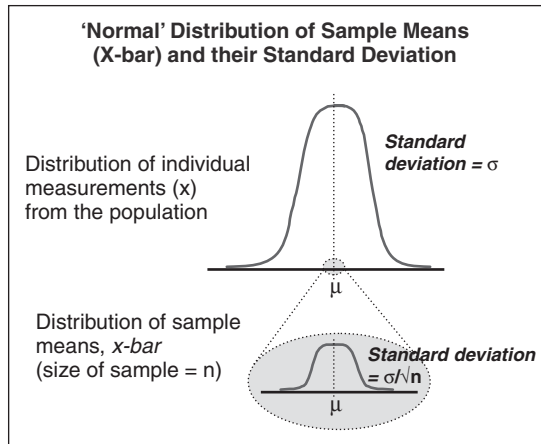 ‘Normal’ Distribution of Sample Means
(X-bar) and their Standard Deviation
Distribution of individual
measurements (x)
from the population
Standard
deviation = σ
μ
Distribution of sample
means, x-bar
(size of sample = n)
Standard deviation
= σ/√n
μ